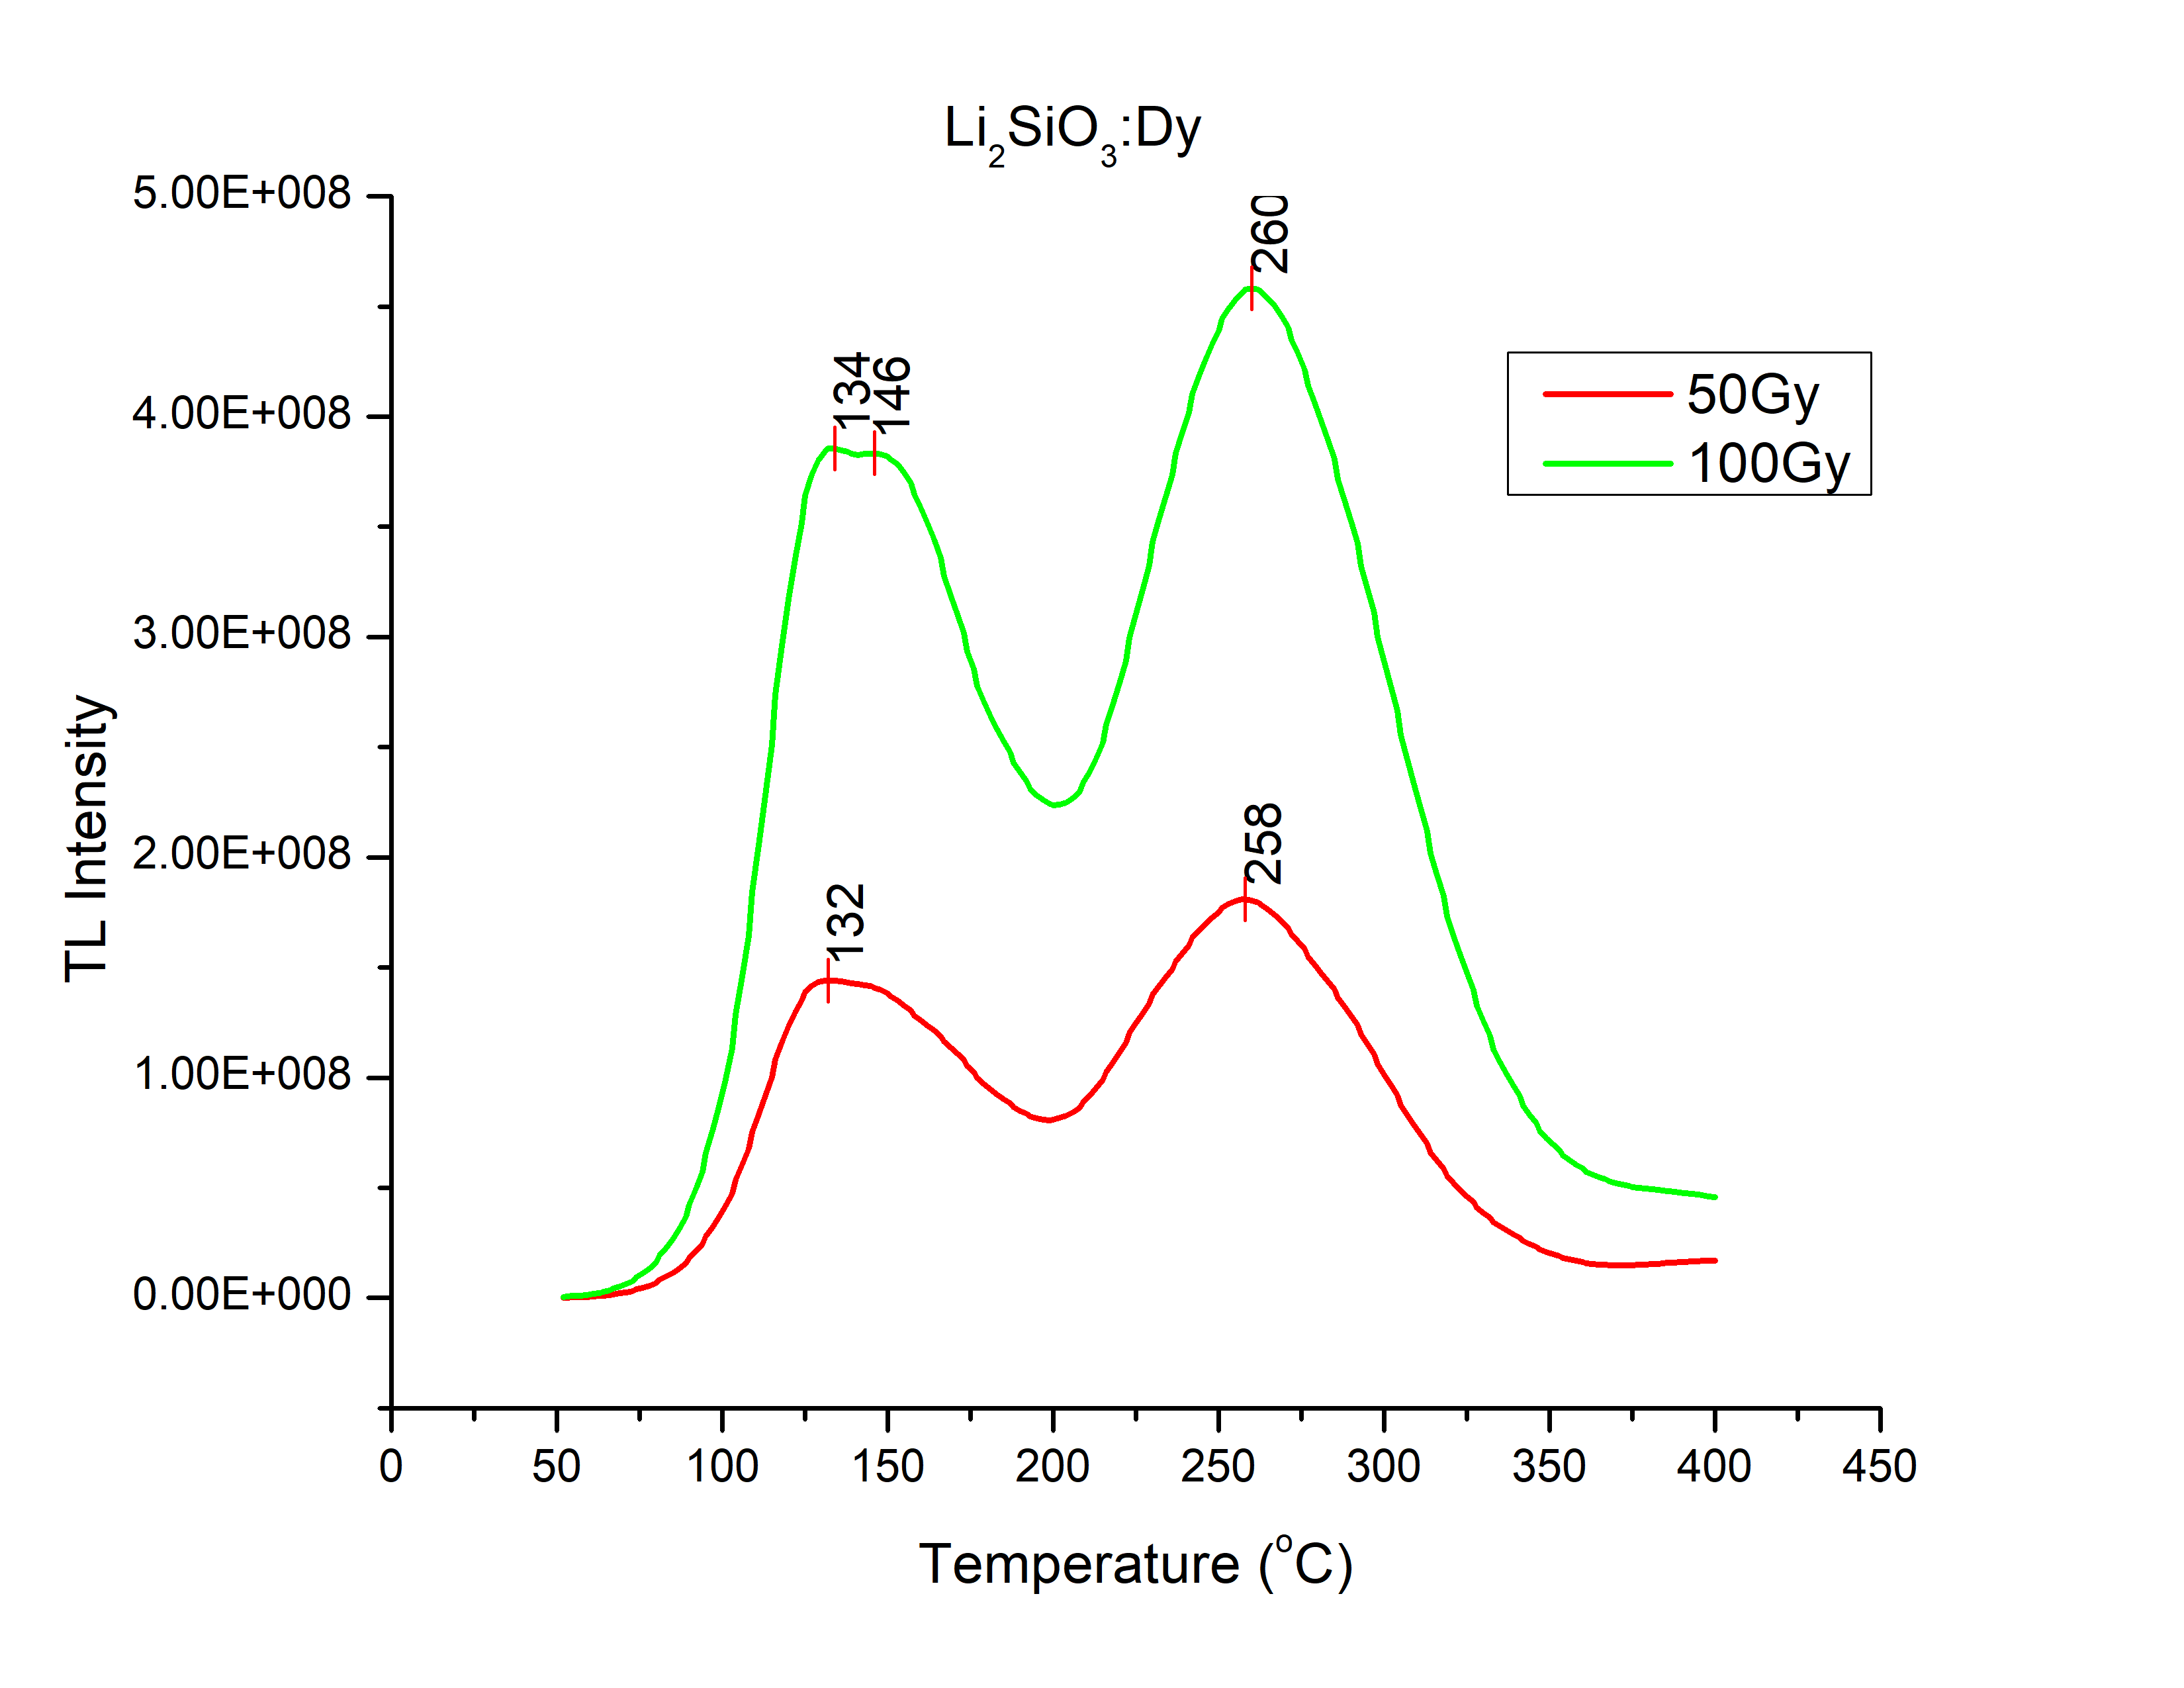 Li₂SiO₃:Dy
5.00E+008
4.00E+008
3.00E+008
2.00E+008
1.00E+008
0.00E+000
TL Intensity
260
134
146
258
132
50Gy
100Gy
0 50 100 150 200 250 300 350 400 450
Temperature (°C)